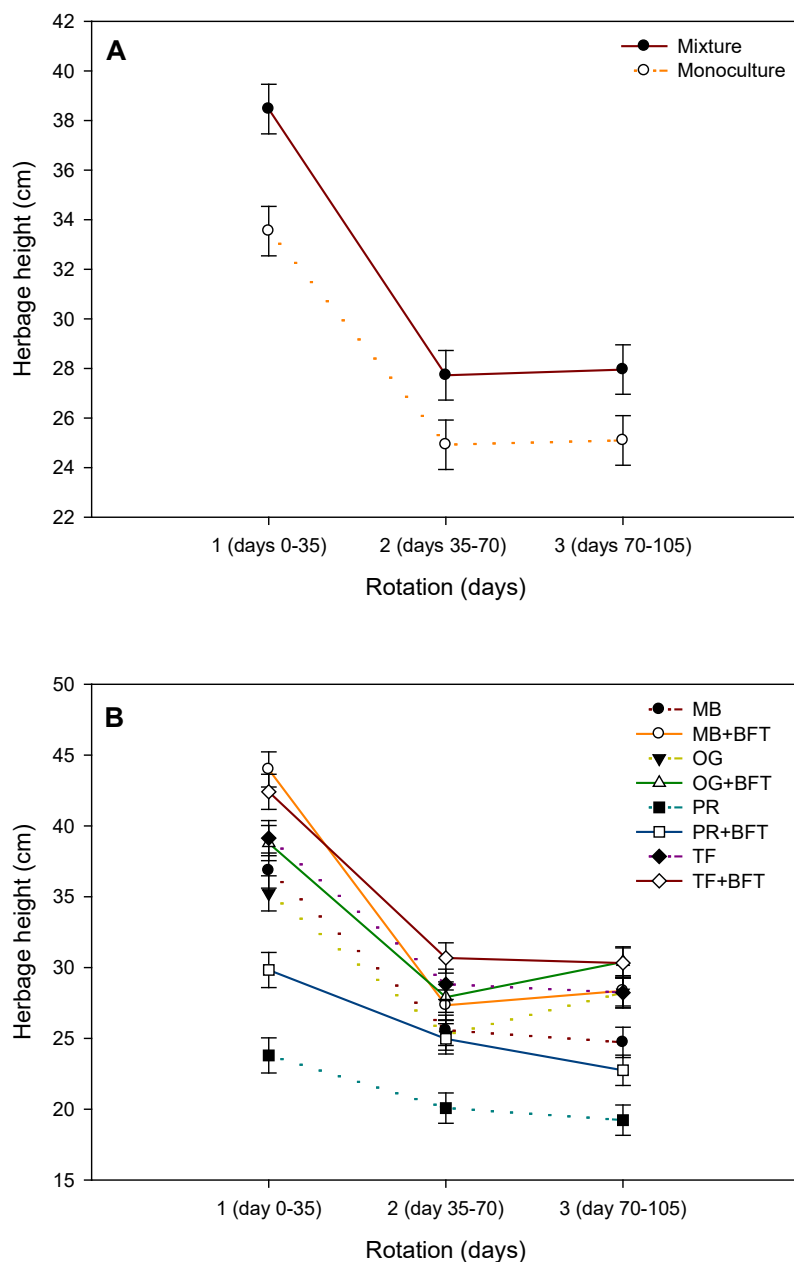 A
Mixture
Monoculture
42
40
38
36
34
32
30
28
26
24
22
Herbage height (cm)
1 (days 0-35) 2 (days 35-70) 3 (days 70-105)
Rotation (days)
B
MB
MB+BFT
OG
OG+BFT
PR
PR+BFT
TF
TF+BFT
50
45
40
35
30
25
20
15
Herbage height (cm)
1 (day 0-35) 2 (day 35-70) 3 (day 70-105)
Rotation (days)